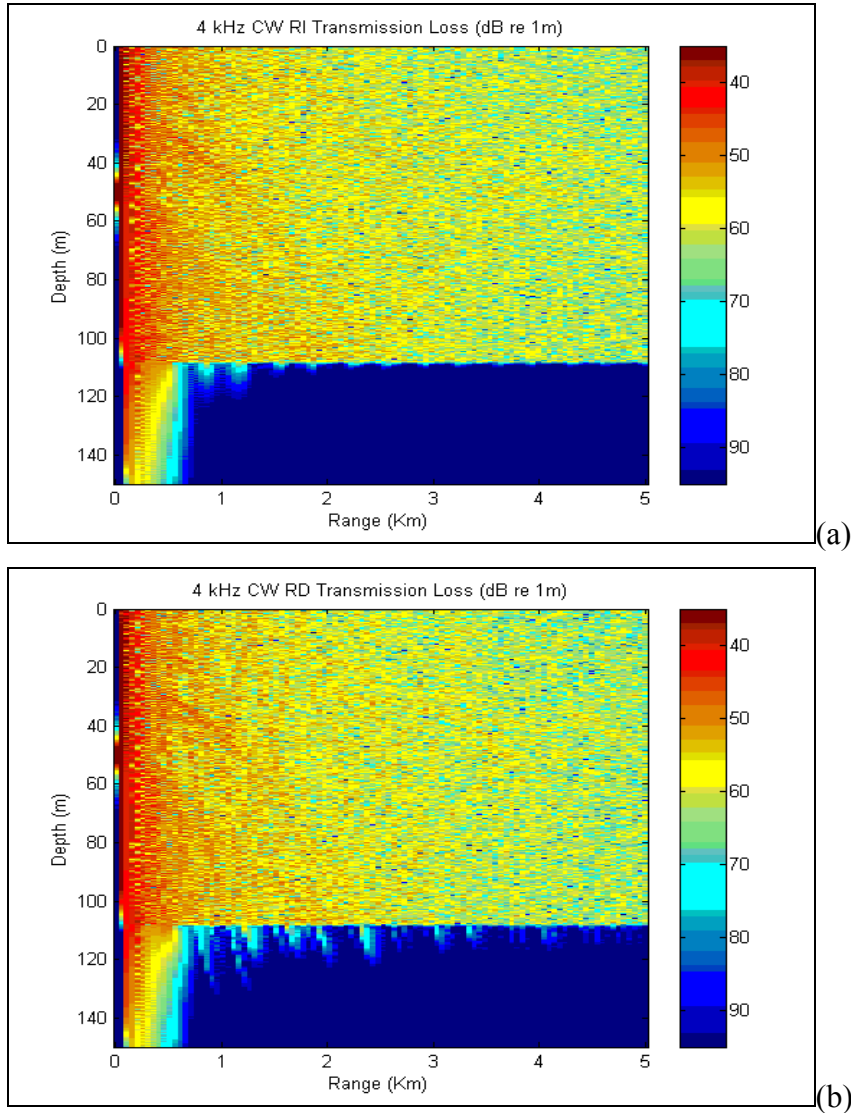 4 kHz CW RI Transmission Loss (dB re 1m)
0
20
40
60
80
100
120
140
Depth (m)
0 1 2 3 4 5
Range (Km)
40
50
60
70
80
90
(a)
4 kHz CW RD Transmission Loss (dB re 1m)
0
20
40
60
80
100
120
140
Depth (m)
0 1 2 3 4 5
Range (Km)
40
50
60
70
80
90
(b)